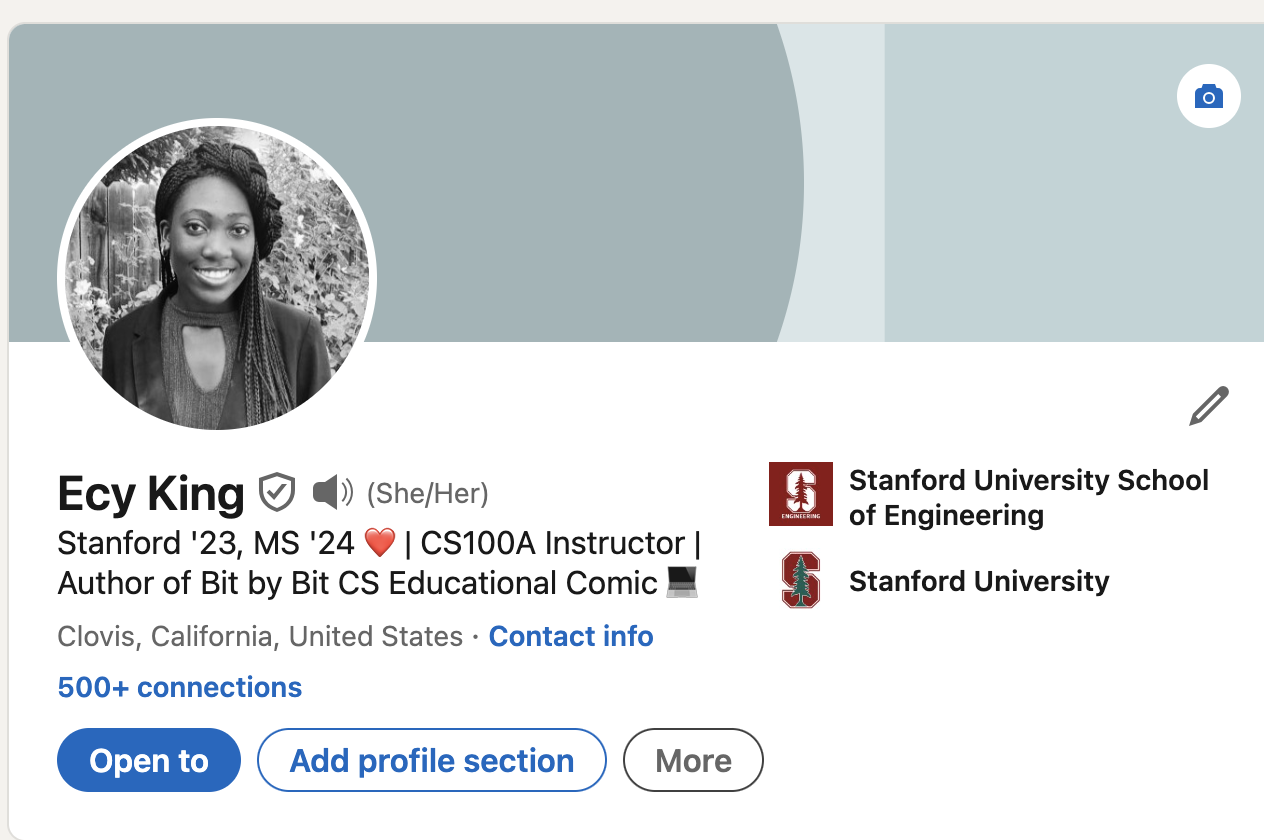 Ecy King (She/Her)
Stanford '23, MS '24 ❤️ | CS100A Instructor |
Author of Bit by Bit CS Educational Comic 💻
Clovis, California, United States · Contact info
500+ connections
Open to
Add profile section
More
ENGINEERING
Stanford University School
of Engineering
Stanford University